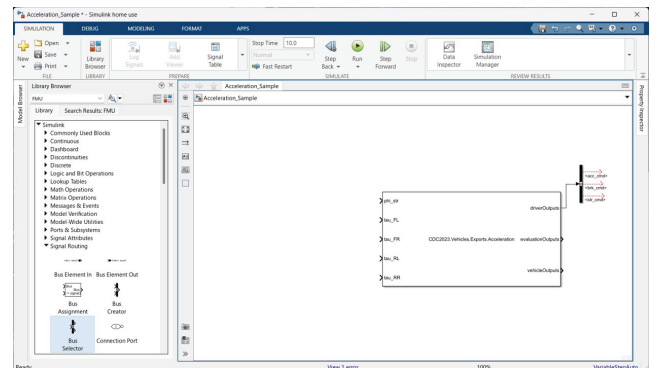 Acceleration_Sample * - Simulink home use
SIMULATION DEBUG MODELING FORMAT APPS
New
Open
Save
Print
FILE
Library
Browser
LIBRARY
Log
Signals
Add
Viewer
Signal
Table
PREPARE
Stop Time 10.0
Normal
Fast Restart
Step
Back
Run
Step
Forward
Stop
SIMULATE
Data
Inspector
Simulation
Manager
REVIEW RESULTS
Model Browser
Library Browser
FMU
Library Search Results: FMU
Simulink
Commonly Used Blocks
Continuous
Dashboard
Discontinuities
Discrete
Logic and Bit Operations
Lookup Tables
Math Operations
Matrix Operations
Messages & Events
Model Verification
Model-Wide Utilities
Ports & Subsystems
Signal Attributes
Signal Routing
Bus Element In Bus Element Out
Bus
Assignment
Bus
Creator
Bus
Selector
Connection Port
Acceleration_Sample
Acceleration_Sample
phi_str
tau_FL
tau_FR
tau_RL
tau_RR
CDC2023.Vehicles.Exports.Acceleration
driverOutputs
evaluationOutputs
vehicleOutputs
<acc_cmd>
<brk_cmd>
<str_cmd>
Property Inspector
Ready View 1 error 100% VariableStepAuto